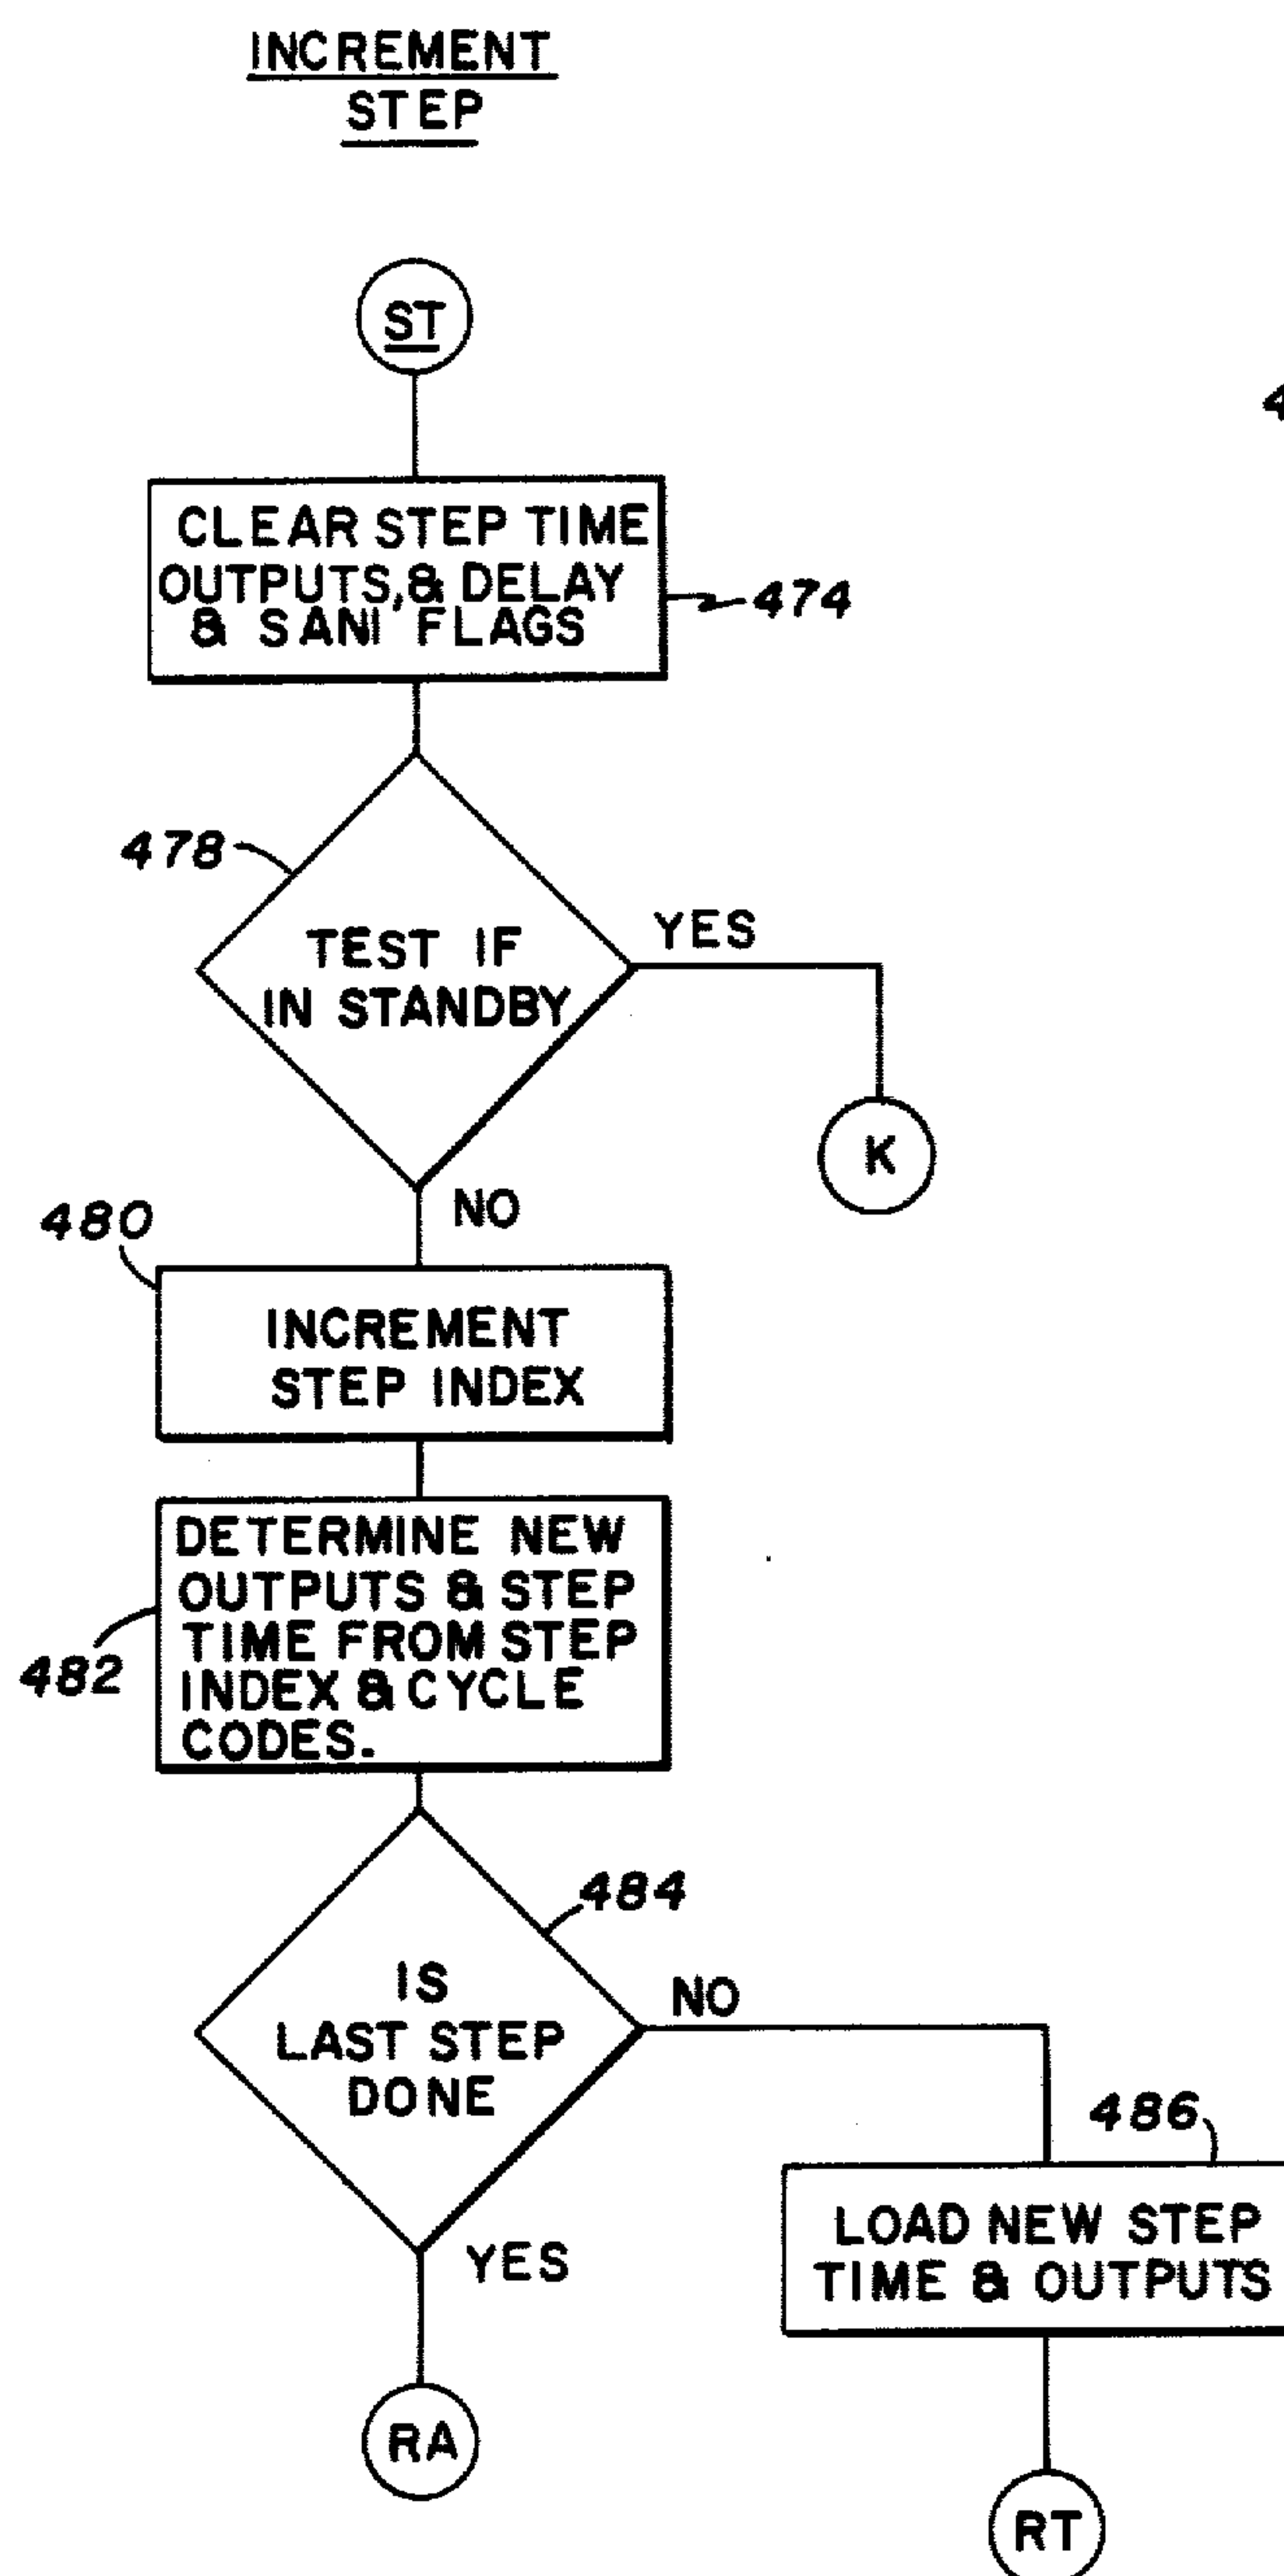 INCREMENT
STEP
ST
4
CLEAR STEP TIME
OUTPUTS, & DELAY
& SANI FLAGS
474
478
TEST IF
IN STANDBY
YES
K
NO
480
INCREMENT
STEP INDEX
DETERMINE NEW
OUTPUTS & STEP
TIME FROM STEP
INDEX & CYCLE
CODES.
482
484
IS
LAST STEP
DONE
NO
486
LOAD NEW STEP
TIME & OUTPUTS
YES
RA
RT